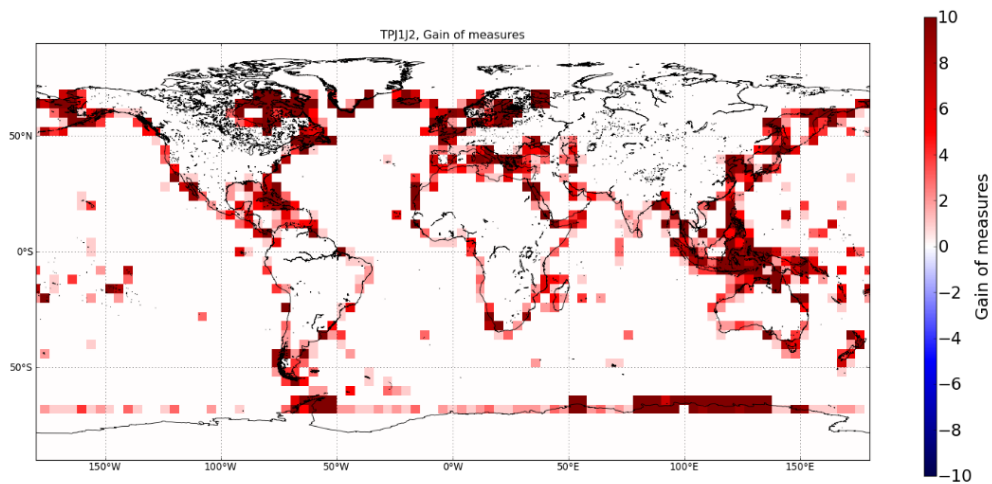 TPJ1J2, Gain of measures
50°N
0°S
50°S
150°W
100°W
50°W
0°W
50°E
100°E
150°E
10
8
6
4
2
0
−2
−4
−6
−8
−10
Gain of measures